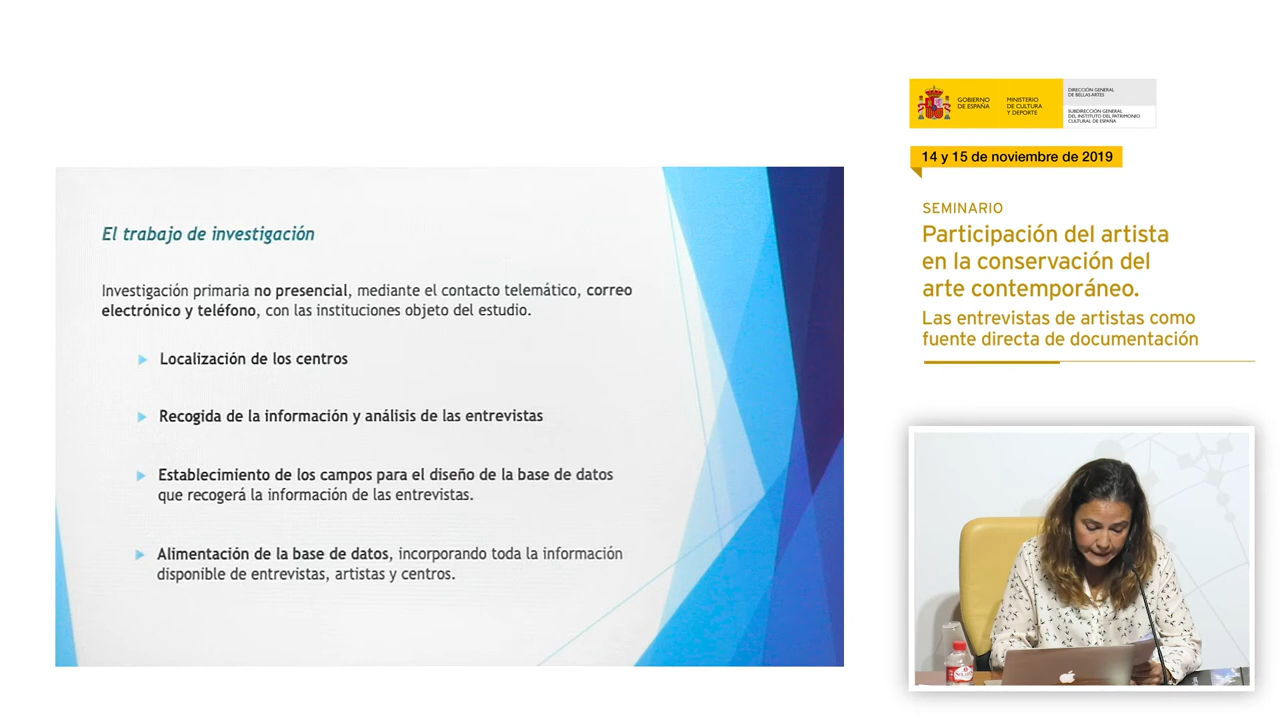 El trabajo de investigación
Investigación primaria no presencial, mediante el contacto telemático, correo
electrónico y teléfono, con las instituciones objeto del estudio.
Localización de los centros
Recogida de la información y análisis de las entrevistas
Establecimiento de los campos para el diseño de la base de datos
que recogerá la información de las entrevistas.
Alimentación de la base de datos, incorporando toda la información
disponible de entrevistas, artistas y centros.
GOBIERNO
DE ESPAÑA
MINISTERIO
DE CULTURA
Y DEPORTE
DIRECCIÓN GENERAL
DE BELLAS ARTES
SUBDIRECCIÓN GENERAL
DEL INSTITUTO DEL PATRIMONIO
CULTURAL DE ESPAÑA
14 y 15 de noviembre de 2019
SEMINARIO
Participación del artista
en la conservación del
arte contemporáneo.
Las entrevistas de artistas como
fuente directa de documentación